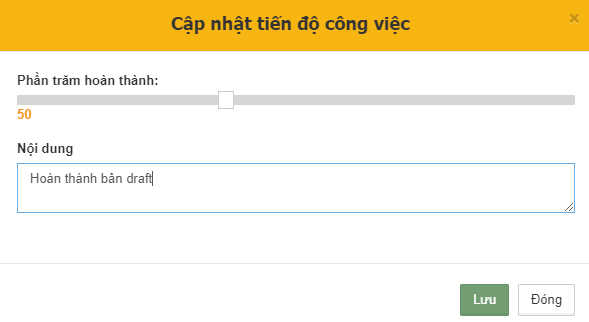 Cập nhật tiến độ công việc
×
Phần trăm hoàn thành:
50
Nội dung
Hoàn thành bản draft
Lưu
Đóng